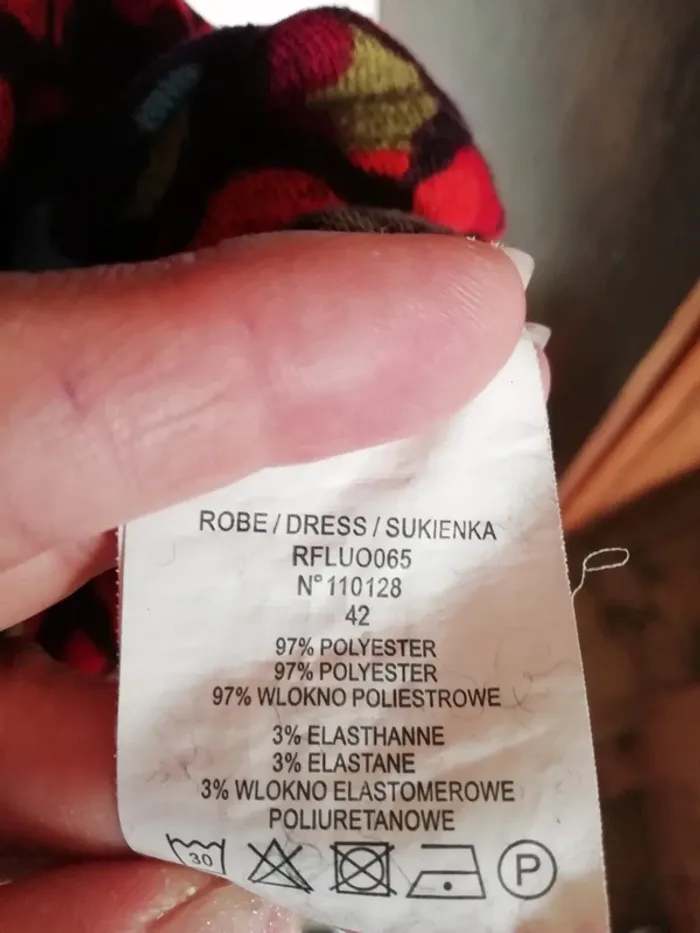 ROBE / DRESS / SUKIENKA
RFLUO065
N° 110128
42
97% POLYESTER
97% POLYESTER
97% WLOKNO POLIESTROWE
3% ELASTHANNE
3% ELASTANE
3% WLOKNO ELASTOMEROWE
POLIURETANOWE
30 P